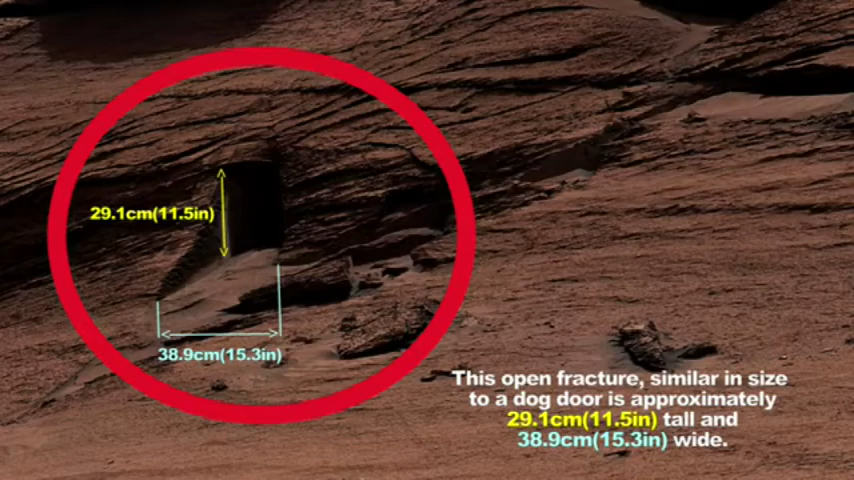 29.1cm(11.5in)
38.9cm(15.3in)
This open fracture, similar in size
to a dog door is approximately
29.1cm(11.5in) tall and
38.9cm(15.3in) wide.